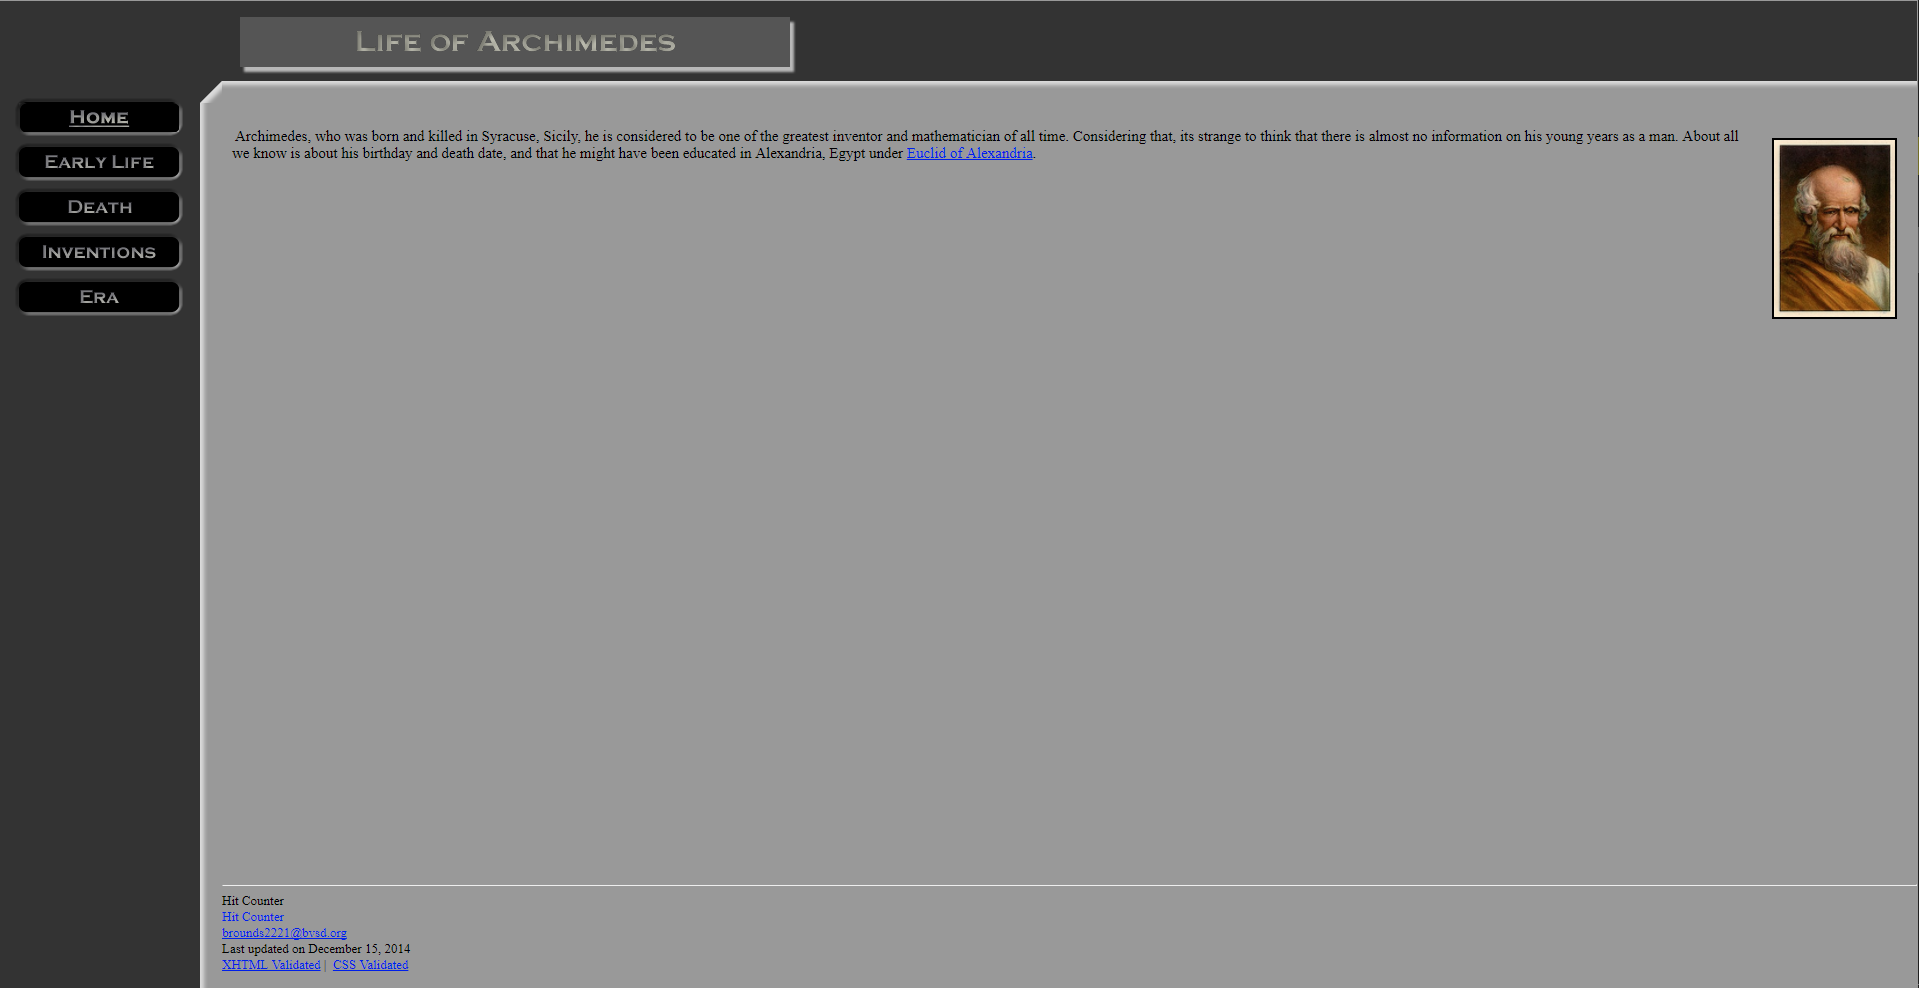 Life of Archimedes
Home
Early Life
Death
Inventions
Era
Archimedes, who was born and killed in Syracuse, Sicily, he is considered to be one of the greatest inventor and mathematician of all time. Considering that, its strange to think that there is almost no information on his young years as a man. About all
we know is about his birthday and death date, and that he might have been educated in Alexandria, Egypt under Euclid of Alexandria.
Hit Counter
Hit Counter
brounds2221@bvsd.org
Last updated on December 15, 2014
XHTML Validated | CSS Validated